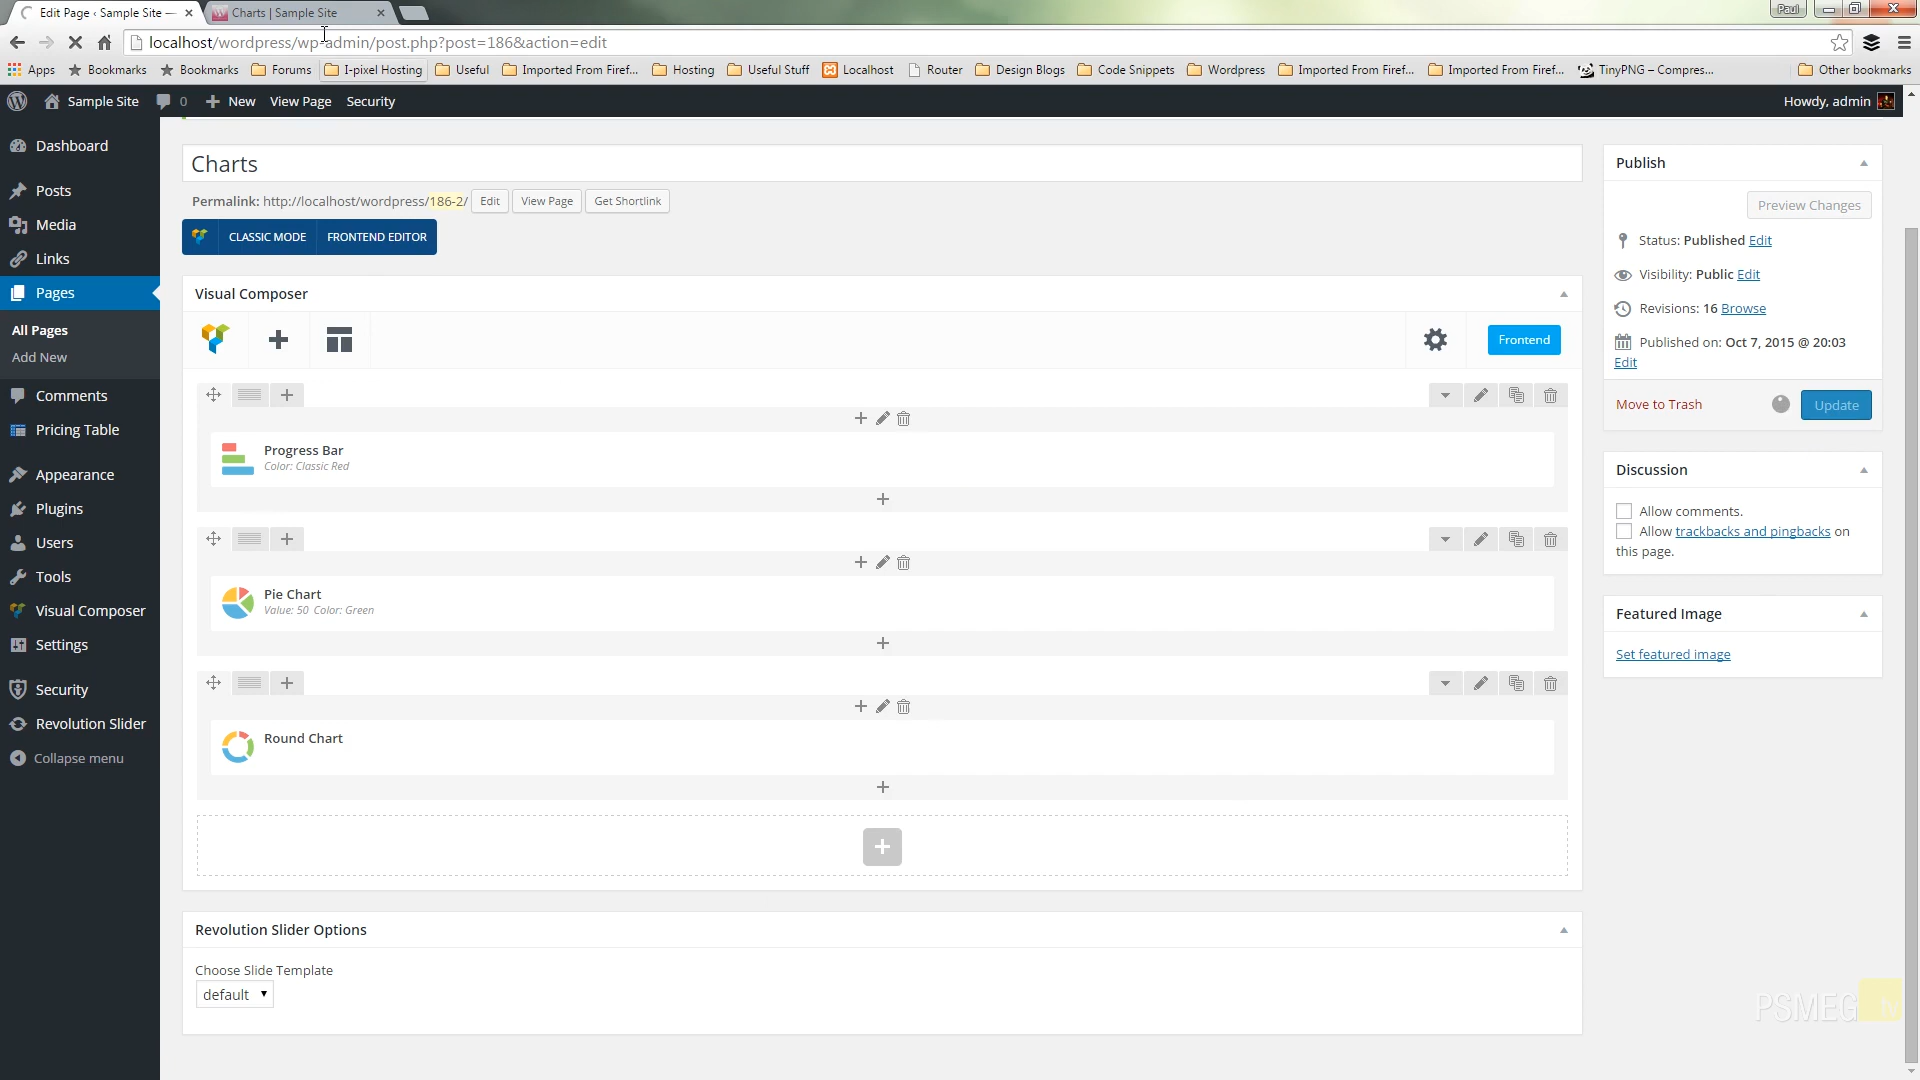 Edit Page ‹ Sample Site —
Charts | Sample Site
Paul
localhost/wordpress/wp-admin/post.php?post=186&action=edit
Apps
Bookmarks
Bookmarks
Forums
I-pixel Hosting
Useful
Imported From Firef...
Hosting
Useful Stuff
Localhost
Router
Design Blogs
Code Snippets
Wordpress
Imported From Firef...
Imported From Firef...
TinyPNG – Compres...
Other bookmarks
Sample Site
0
New
View Page
Security
Howdy, admin
Dashboard
Posts
Media
Links
Pages
All Pages
Add New
Comments
Pricing Table
Appearance
Plugins
Users
Tools
Visual Composer
Settings
Security
Revolution Slider
Collapse menu
Charts
Permalink: http://localhost/wordpress/186-2/
Edit
View Page
Get Shortlink
CLASSIC MODE
FRONTEND EDITOR
Visual Composer
Frontend
Progress Bar
Color: Classic Red
Pie Chart
Value: 50 Color: Green
Round Chart
Revolution Slider Options
Choose Slide Template
default
Publish
Preview Changes
Status: Published Edit
Visibility: Public Edit
Revisions: 16 Browse
Published on: Oct 7, 2015 @ 20:03
Edit
Move to Trash
Update
Discussion
Allow comments.
Allow trackbacks and pingbacks on
this page.
Featured Image
Set featured image
PSMEG tv